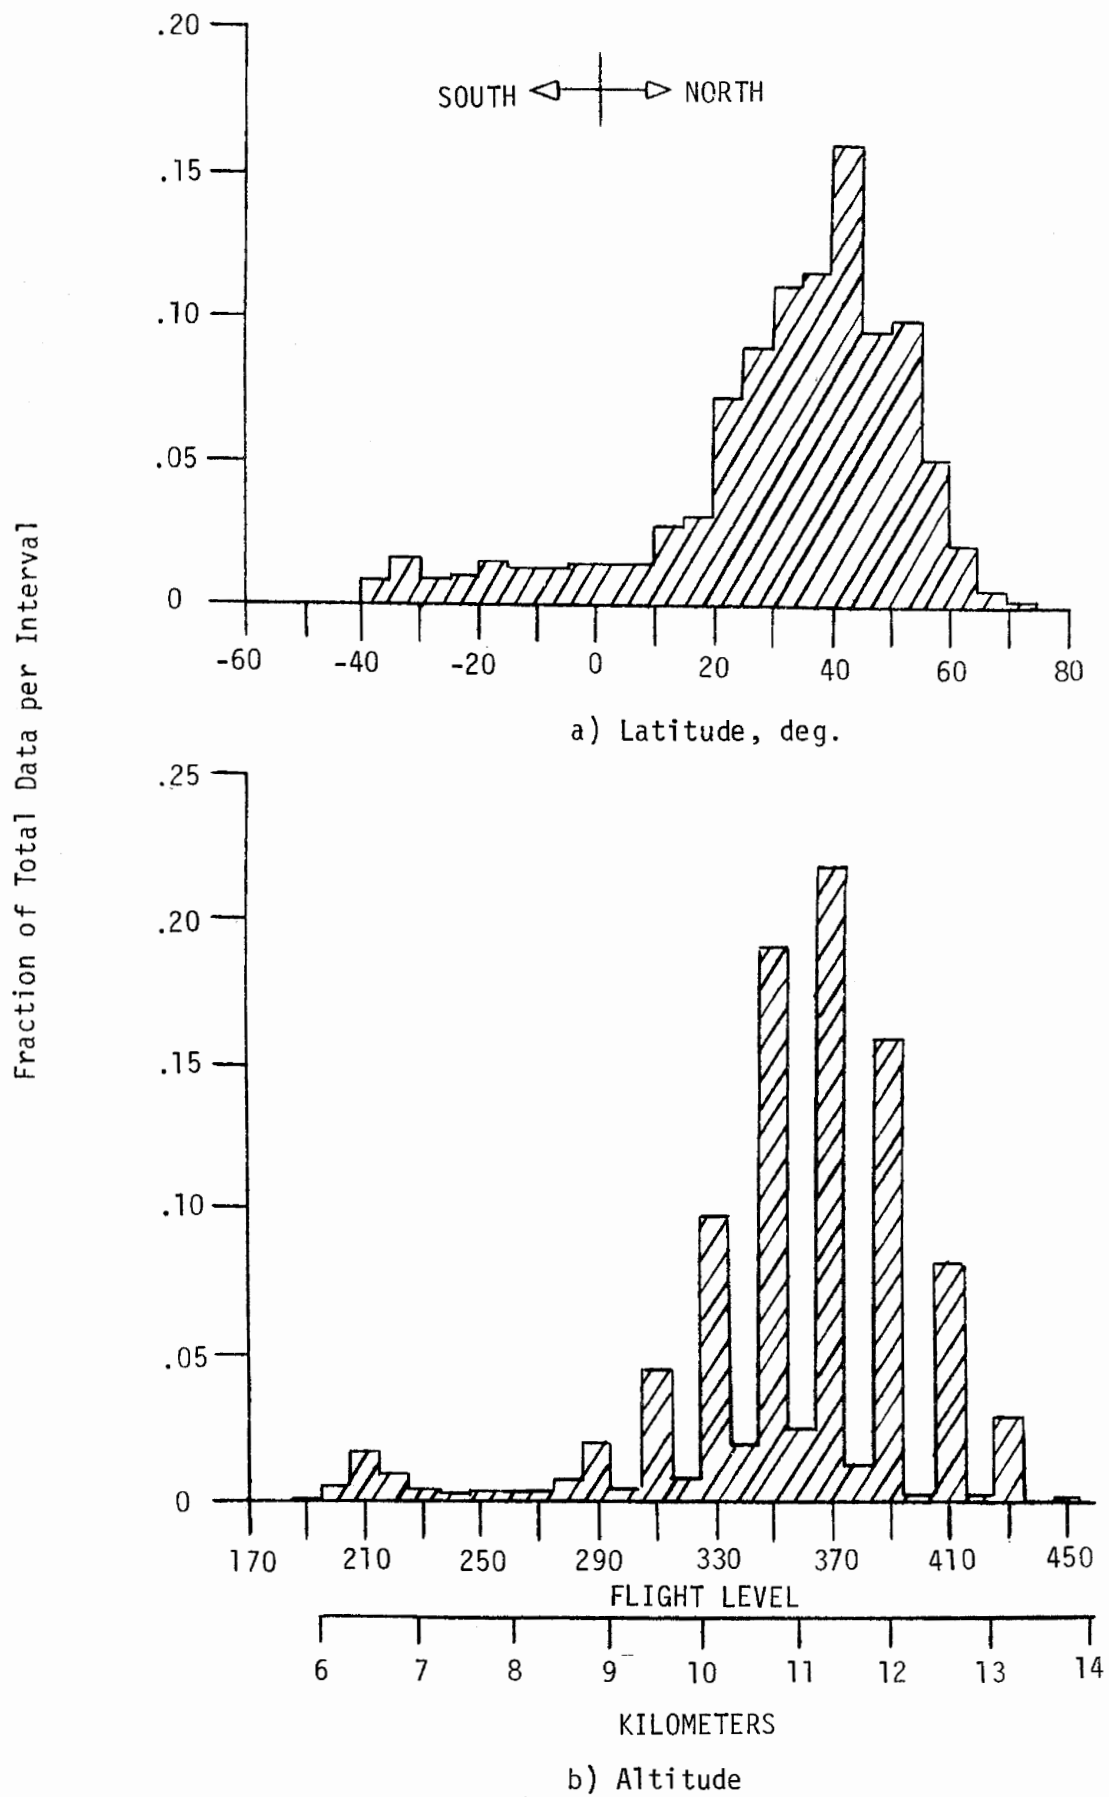 Fraction of Total Data per Interval
.20
.15
.10
.05
0
SOUTH NORTH
-60 -40 -20 0 20 40 60 80
a) Latitude, deg.
.25
.20
.15
.10
.05
0
170 210 250 290 330 370 410 450
FLIGHT LEVEL
6 7 8 9 10 11 12 13 14
KILOMETERS
b) Altitude